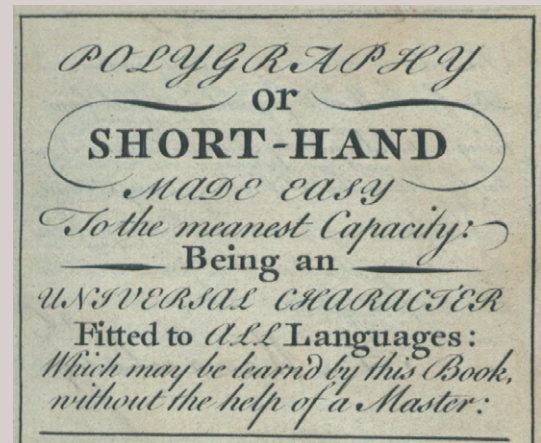 POLYGRAPHY
or
SHORT-HAND
MADE EASY
To the meanest Capacity:
Being an
UNIVERSAL CHARACTER
Fitted to ALL Languages:
Which may be learnd by this Book,
without the help of a Master: